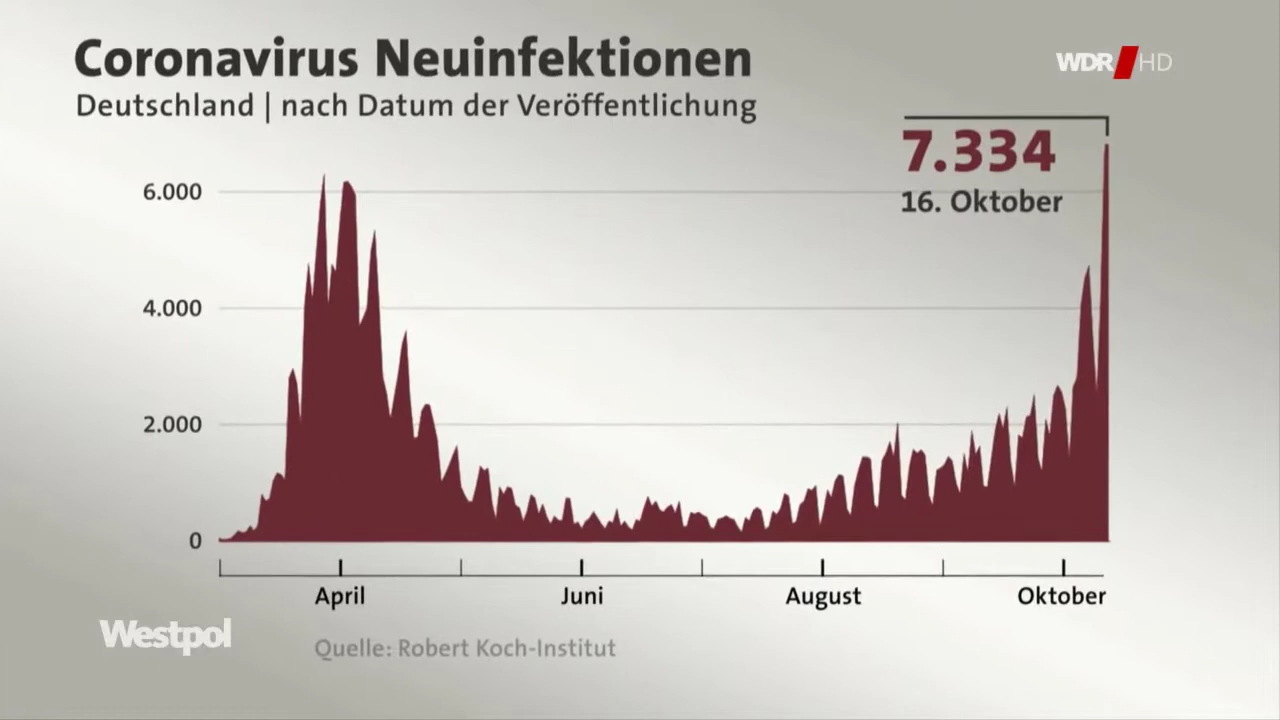 Coronavirus Neuinfektionen
WDR HD
Deutschland | nach Datum der Veröffentlichung
7.334
16. Oktober
6.000
4.000
2.000
0
April Juni August Oktober
Westpol
Quelle: Robert Koch-Institut